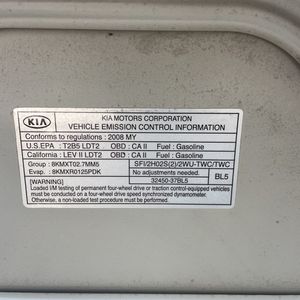 KIA
KIA MOTORS CORPORATION
VEHICLE EMISSION CONTROL INFORMATION
Conforms to regulations : 2008 MY
U.S.EPA : T2B5 LDT2 OBD : CA II Fuel : Gasoline
California : LEV II LDT2 OBD : CA II Fuel : Gasoline
Group : 8KMXT02.7MM5 SFI/2H02S(2)/2WU-TWC/TWC
Evap. : 8KMXR0125PDK No adjustments needed. BL5
32450-37BL5
WARNING
Loaded I/M testing of permanent four-wheel drive or traction control-equipped vehicles
must be conducted on a four-wheel drive speed synchronized dynamometer.
Otherwise, a non-loaded test procedure must be conducted.